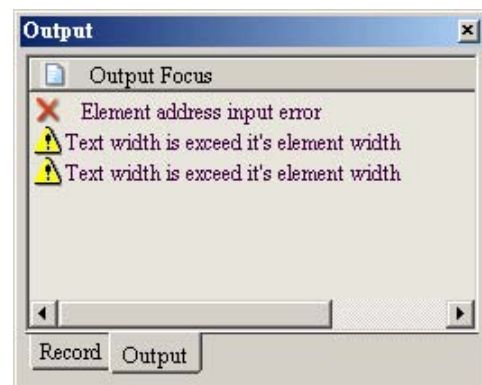 Output
Output Focus
Element address input error
Text width is exceed it's element width
Text width is exceed it's element width
Record Output